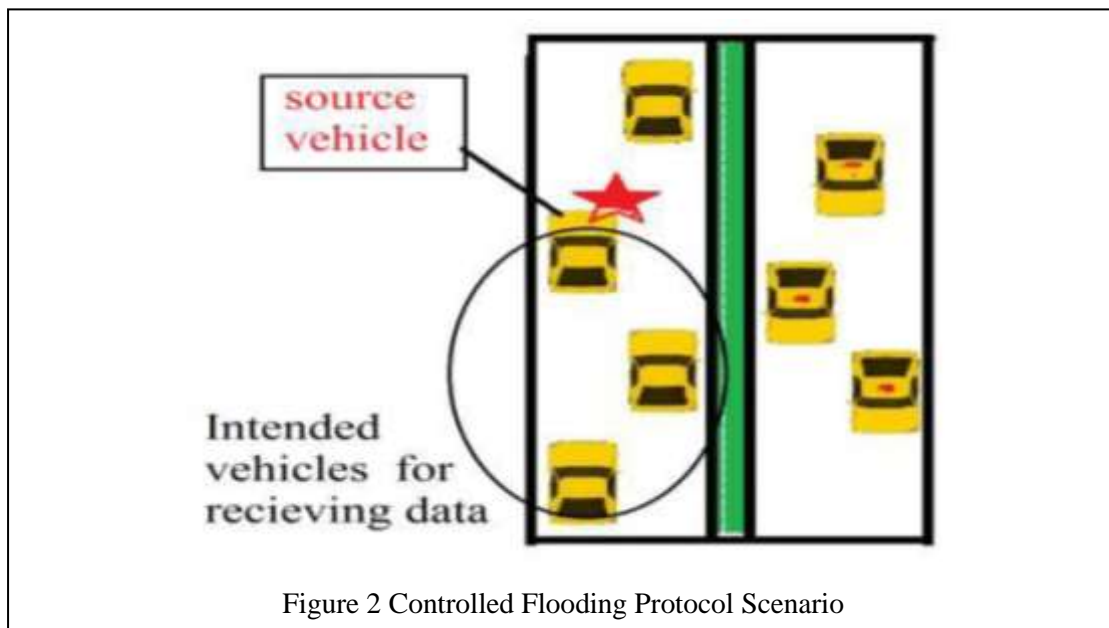 source
vehicle
Intended
vehicles for
recieving data
Figure 2 Controlled Flooding Protocol Scenario